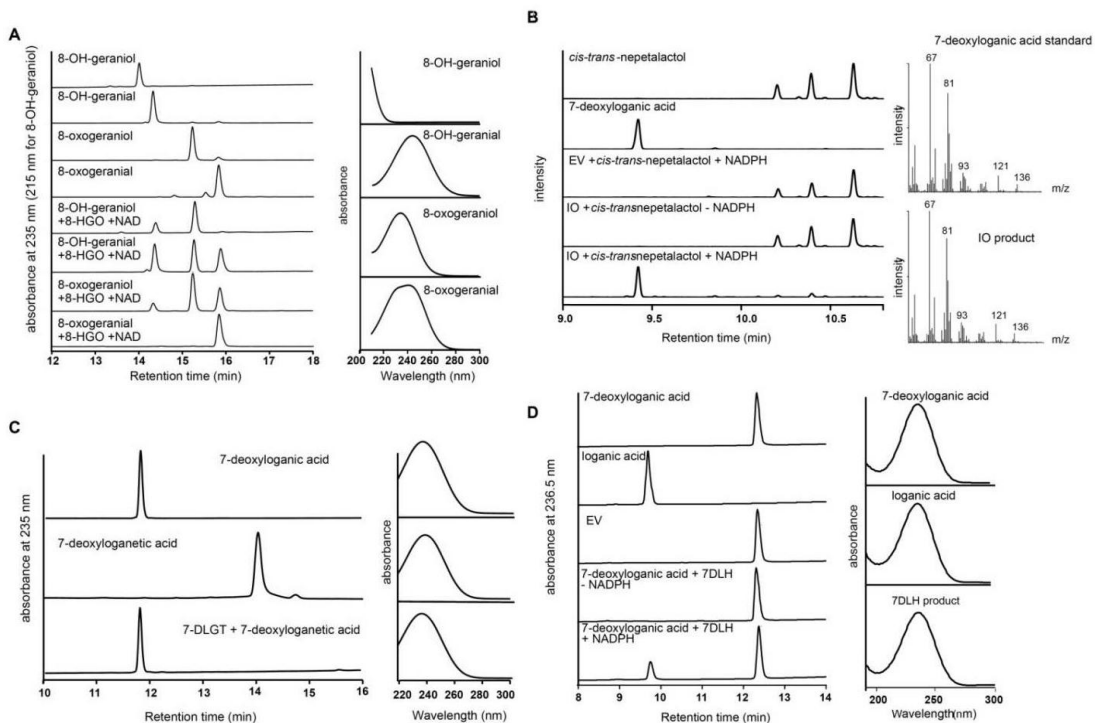 A
absorbance at 235 nm (215 nm for 8-OH-geraniol)
8-OH-geraniol
8-OH-geranial
8-oxogeraniol
8-oxogeranial
8-OH-geraniol
+8-HGO +NAD
8-OH-geranial
+8-HGO +NAD
8-oxogeraniol
+8-HGO +NAD
8-oxogeranial
+8-HGO +NAD
12 13 14 15 16 17 18
Retention time (min)
absorbance
8-OH-geraniol
8-OH-geranial
8-oxogeraniol
8-oxogeranial
200 220 240 260 280 300
Wavelength (nm)
B
intensity
cis-trans-nepetalactol
7-deoxyloganic acid
EV +cis-trans-nepetalactol + NADPH
IO +cis-transnepetalactol - NADPH
IO +cis-transnepetalactol + NADPH
9.0 9.5 10.0 10.5
Retention time (min)
7-deoxyloganic acid standard
intensity
67
81
93
121
136
m/z
IO product
intensity
67
81
93
121
136
m/z
C
absorbance at 235 nm
7-deoxyloganic acid
7-deoxyloganetic acid
7-DLGT + 7-deoxyloganetic acid
10 11 12 13 14 15 16
Retention time (min)
absorbance
220 240 260 280 300
Wavelength (nm)
D
absorbance at 236.5 nm
7-deoxyloganic acid
loganic acid
EV
7-deoxyloganic acid + 7DLH
- NADPH
7-deoxyloganic acid + 7DLH
+ NADPH
8 9 10 11 12 13 14
Retention time (min)
absorbance
7-deoxyloganic acid
loganic acid
7DLH product
200 250 300
Wavelength(nm)